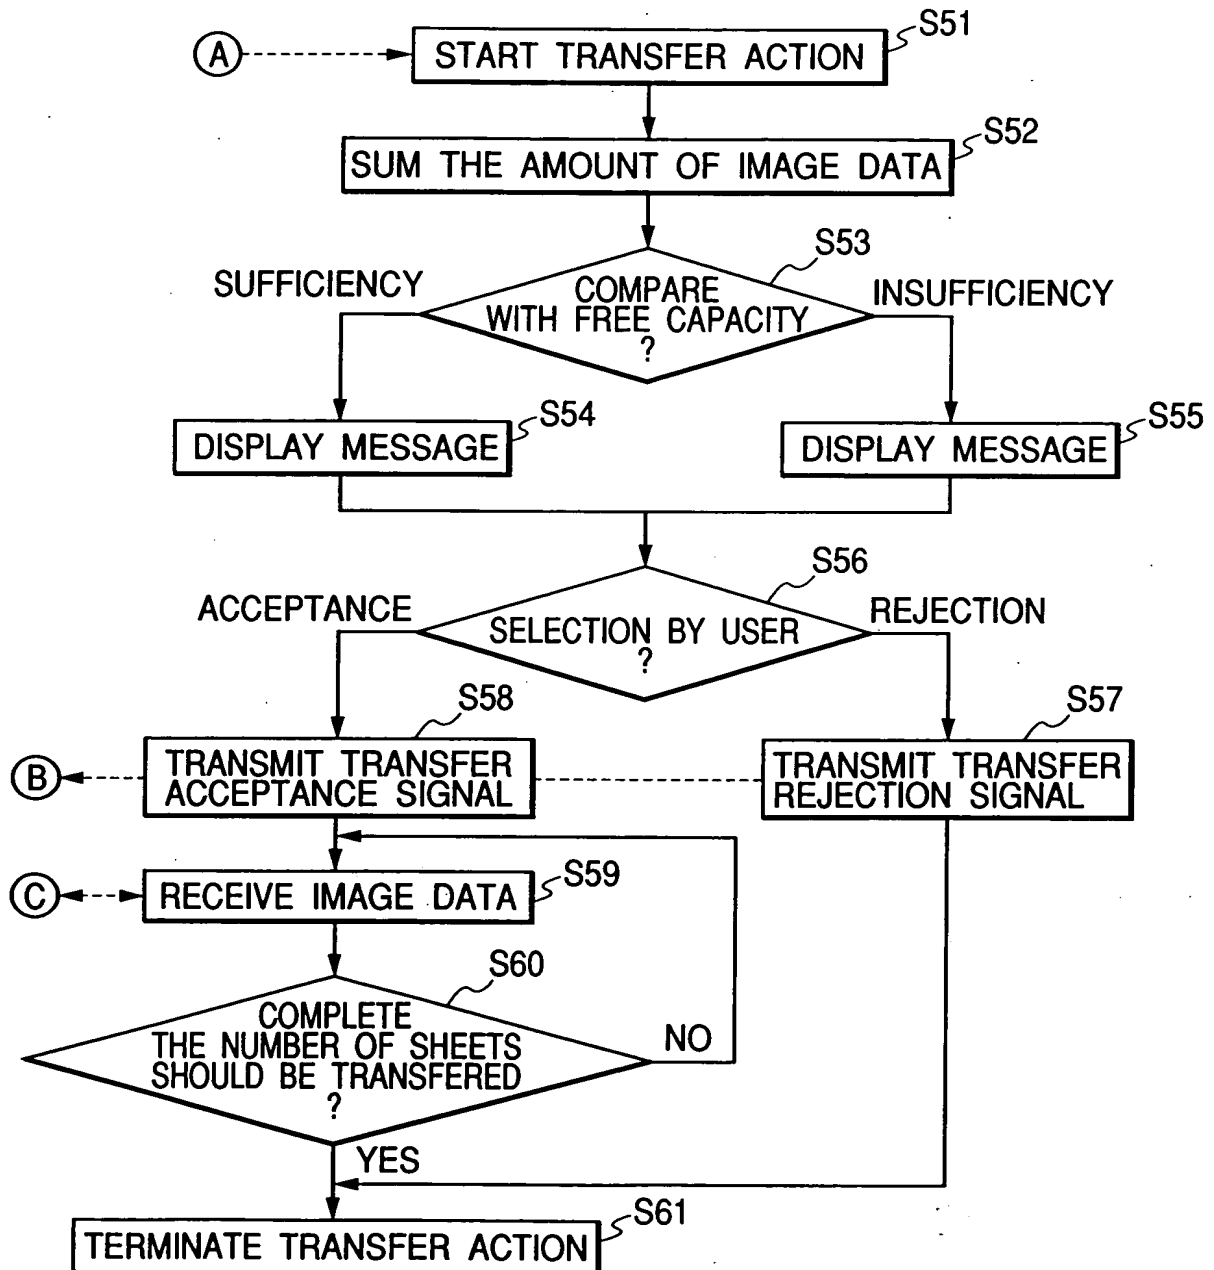 S51
A
START TRANSFER ACTION
S52
SUM THE AMOUNT OF IMAGE DATA
S53
SUFFICIENCY
COMPARE
WITH FREE CAPACITY
?
INSUFFICIENCY
S54
DISPLAY MESSAGE
S55
DISPLAY MESSAGE
S56
ACCEPTANCE
SELECTION BY USER
?
REJECTION
S58
B
TRANSMIT TRANSFER
ACCEPTANCE SIGNAL
S57
TRANSMIT TRANSFER
REJECTION SIGNAL
S59
C
RECEIVE IMAGE DATA
S60
COMPLETE
THE NUMBER OF SHEETS
SHOULD BE TRANSFERED
?
NO
YES
S61
TERMINATE TRANSFER ACTION